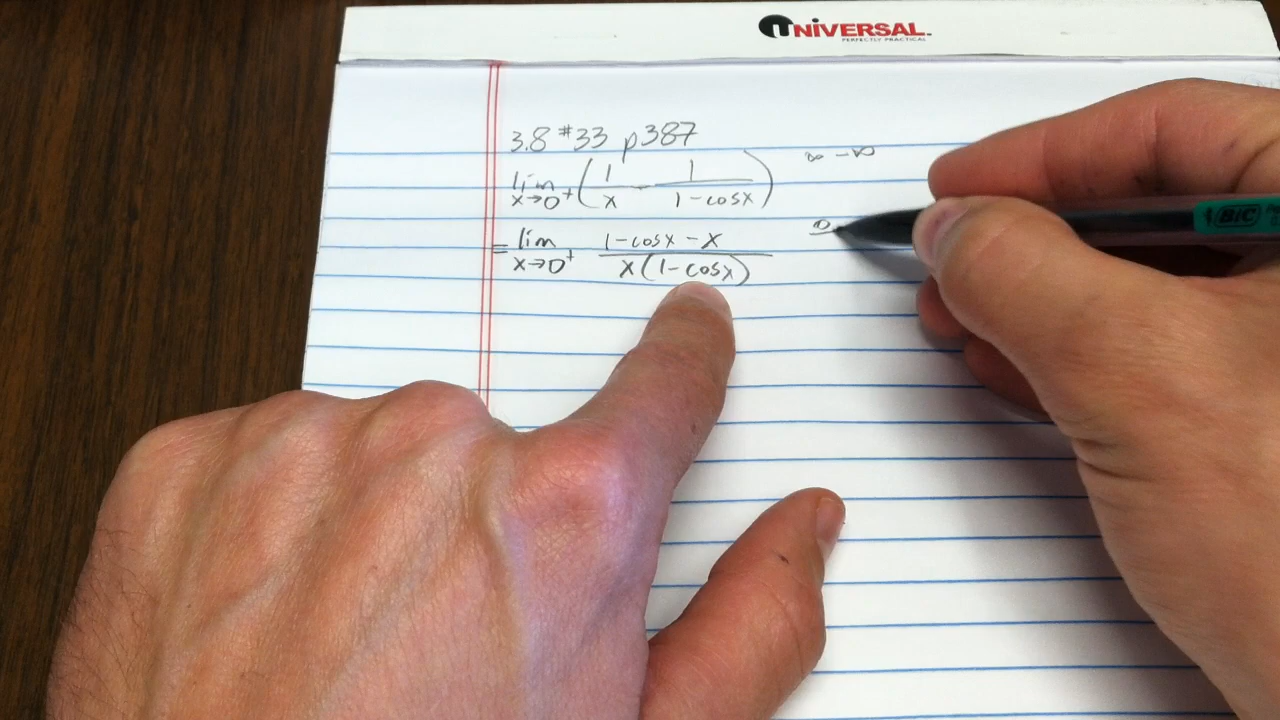 UNIVERSAL.
PERFECTLY PRACTICAL
3.8 #33 p387
lim x→0⁺ (1/x - 1/(1-cosx)) ∞ - ∞
= lim x→0⁺ (1-cosx - x)/(x(1-cosx)) 0
BiC